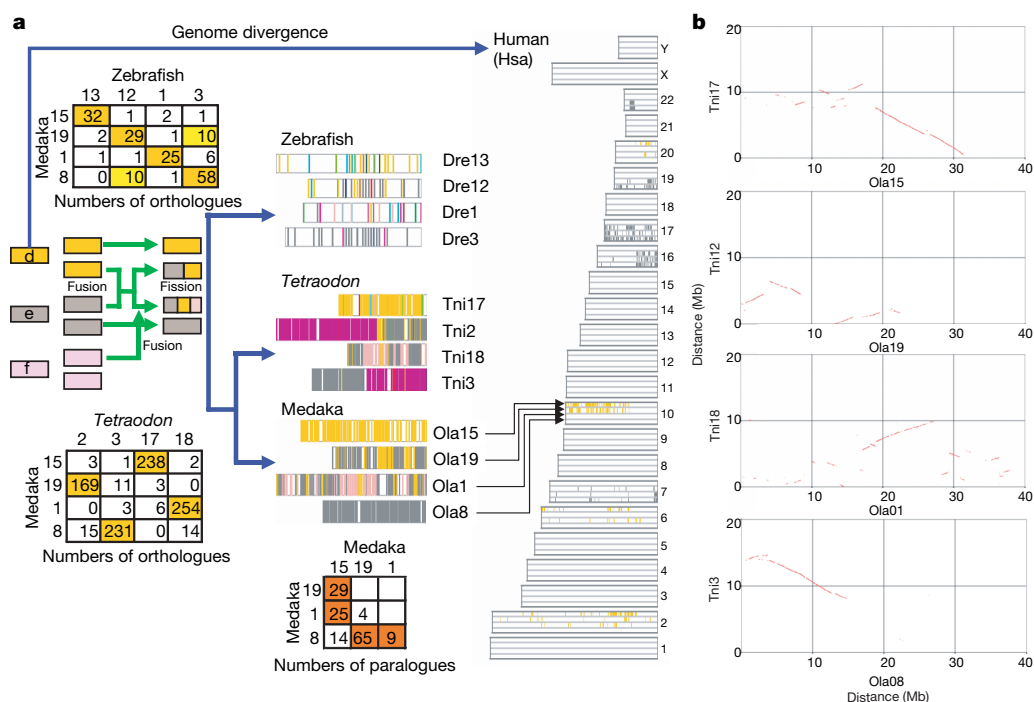 a
Genome divergence
Human
(Hsa)
Zebrafish
13 12 1 3
Medaka
15 32 1 2 1
19 2 29 1 10
1 1 1 25 6
8 0 10 1 58
Numbers of orthologues
d
e
f
Fusion
Fission
Fusion
Tetraodon
2 3 17 18
Medaka
15 3 1 238 2
19 169 11 3 0
1 0 3 6 254
8 15 231 0 14
Numbers of orthologues
Zebrafish
Dre13
Dre12
Dre1
Dre3
Tetraodon
Tni17
Tni2
Tni18
Tni3
Medaka
Ola15
Ola19
Ola1
Ola8
Medaka
15 19 1
Medaka
19 29
1 25 4
8 14 65 9
Numbers of paralogues
Y
X
22
21
20
19
18
17
16
15
14
13
12
11
10
9
8
7
6
5
4
3
2
1
b
Distance (Mb)
20
Tni17
10
0
10 20 30 40
Ola15
20
Tni12
10
0
10 20 30 40
Ola19
20
Tni18
10
0
10 20 30 40
Ola01
20
Tni3
10
0
10 20 30 40
Ola08
Distance (Mb)